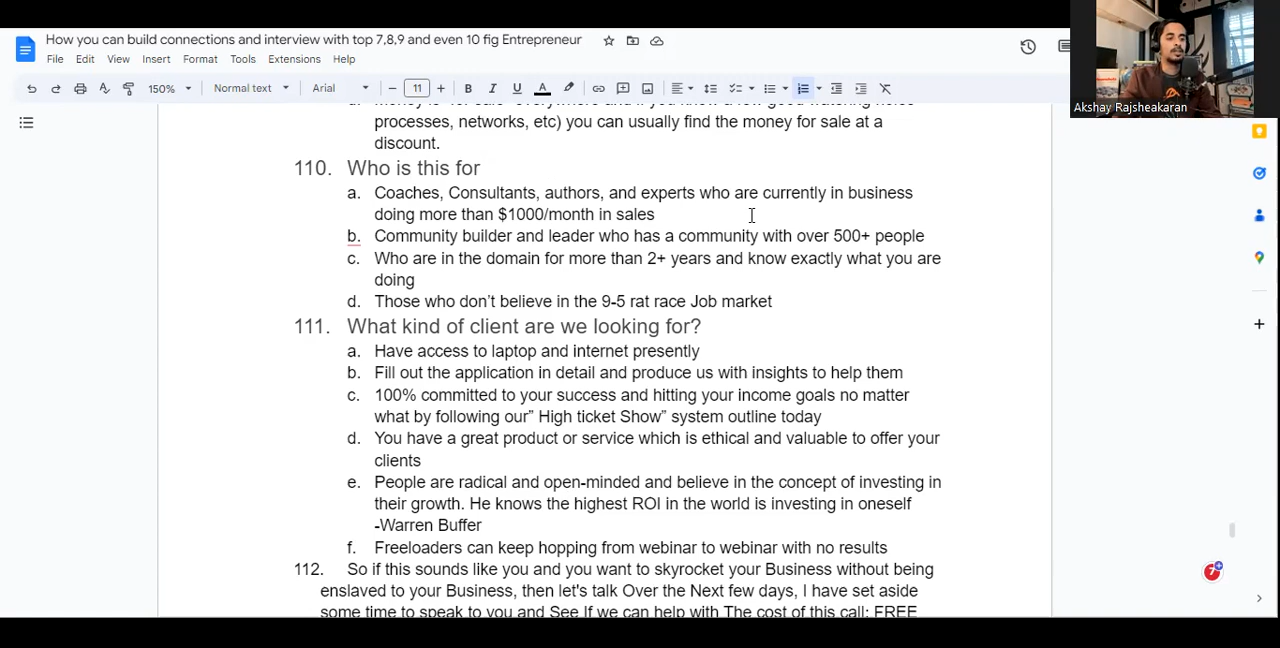 How you can build connections and interview with top 7,8,9 and even 10 fig Entrepreneur
File Edit View Insert Format Tools Extensions Help
150% Normal text Arial 11
Akshay Rajsheakaran
processes, networks, etc) you can usually find the money for sale at a
discount.
110. Who is this for
a. Coaches, Consultants, authors, and experts who are currently in business
doing more than $1000/month in sales
b. Community builder and leader who has a community with over 500+ people
c. Who are in the domain for more than 2+ years and know exactly what you are
doing
d. Those who don’t believe in the 9-5 rat race Job market
111. What kind of client are we looking for?
a. Have access to laptop and internet presently
b. Fill out the application in detail and produce us with insights to help them
c. 100% committed to your success and hitting your income goals no matter
what by following our” High ticket Show” system outline today
d. You have a great product or service which is ethical and valuable to offer your
clients
e. People are radical and open-minded and believe in the concept of investing in
their growth. He knows the highest ROI in the world is investing in oneself
-Warren Buffer
f. Freeloaders can keep hopping from webinar to webinar with no results
112. So if this sounds like you and you want to skyrocket your Business without being
enslaved to your Business, then let's talk Over the Next few days, I have set aside
some time to speak to you and See If we can help with The cost of this call: FREE